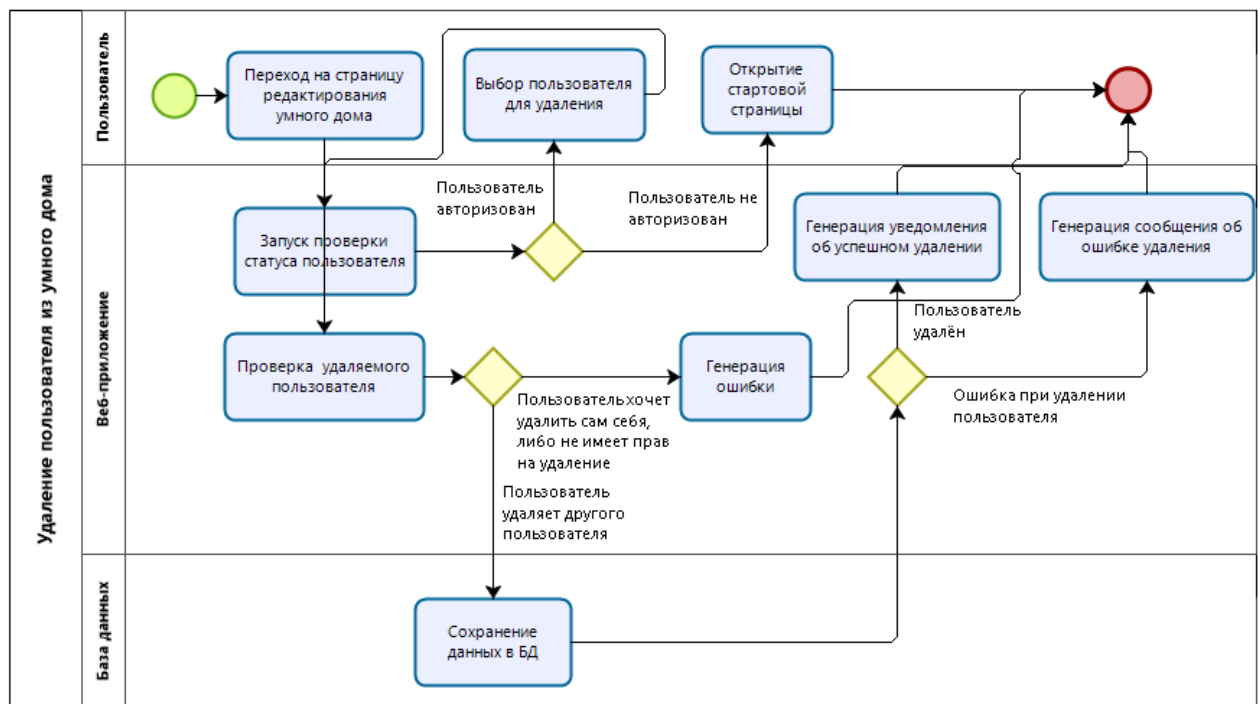 Удаление пользователя из умного дома
Пользователь
Переход на страницу
редактирования
умного дома
Выбор пользователя
для удаления
Открытие
стартовой
страницы
Веб-приложение
Пользователь
авторизован
Пользователь не
авторизован
Запуск проверки
статуса пользователя
Генерация уведомления
об успешном удалении
Генерация сообщения об
ошибке удаления
Пользователь
удалён
Проверка удаляемого
пользователя
Генерация
ошибки
Пользователь хочет
удалить сам себя,
либо не имеет прав
на удаление
Ошибка при удалении
пользователя
Пользователь
удаляет другого
пользователя
База данных
Сохранение
данных в БД